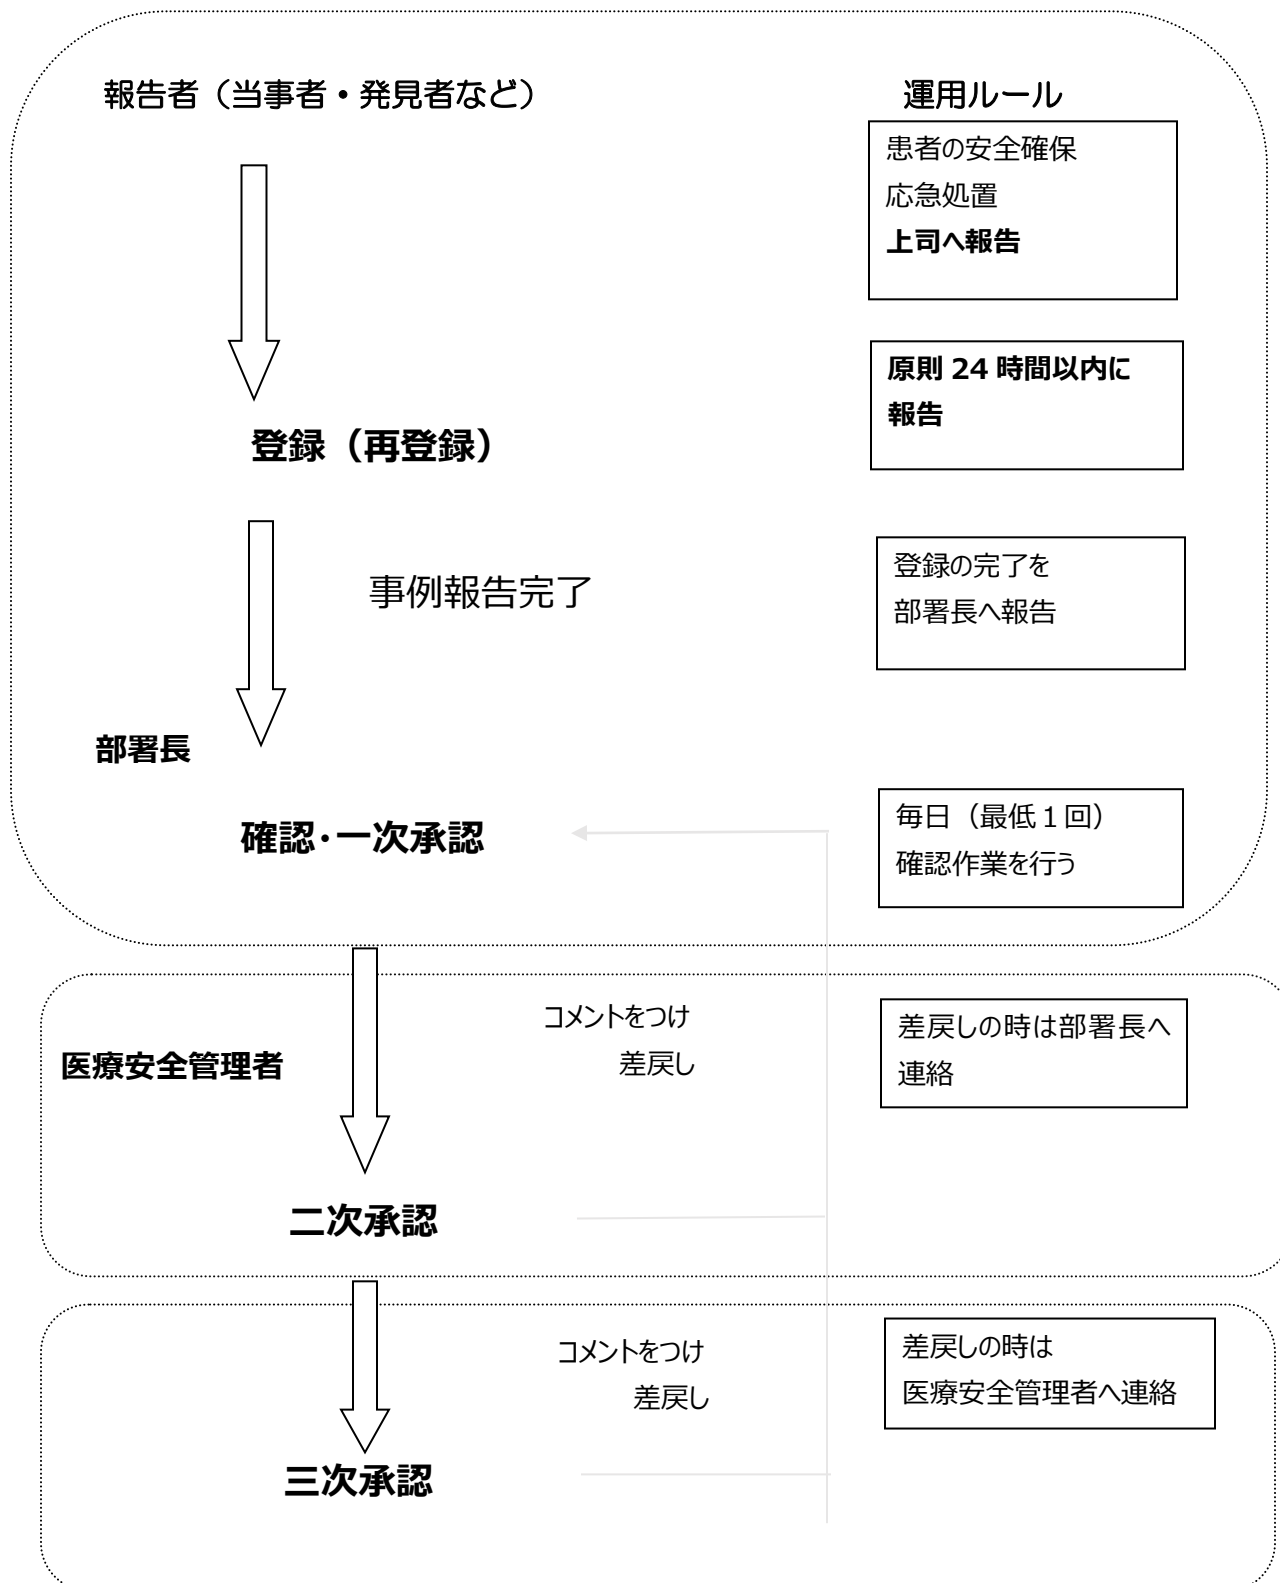 報告者（当事者・発見者など）
運用ルール
患者の安全確保
応急処置
上司へ報告
原則 24 時間以内に
報告
登録（再登録）
事例報告完了
登録の完了を
部署長へ報告
部署長
確認・一次承認
毎日（最低１回）
確認作業を行う
コメントをつけ
差戻し
差戻しの時は部署長へ
連絡
医療安全管理者
二次承認
コメントをつけ
差戻し
差戻しの時は
医療安全管理者へ連絡
三次承認